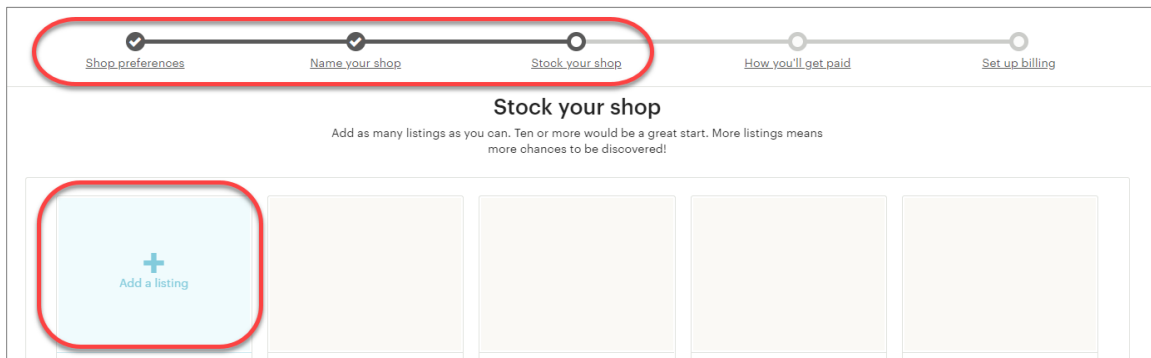 Shop preferences
Name your shop
Stock your shop
How you'll get paid
Set up billing
Stock your shop
Add as many listings as you can. Ten or more would be a great start. More listings means
more chances to be discovered!
Add a listing